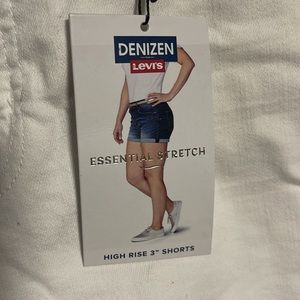 DENIZEN
Levi's
ESSENTIAL STRETCH
HIGH RISE 3" SHORTS